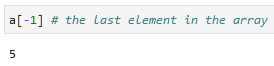 a[-1] # the last element in the array
5